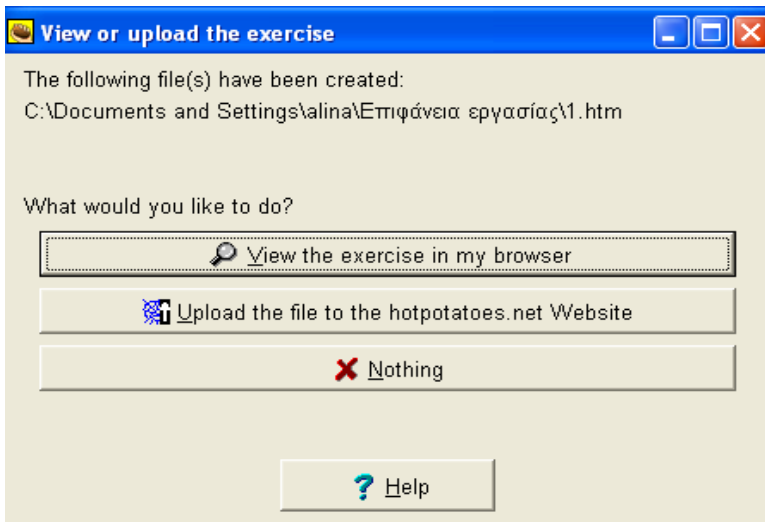 View or upload the exercise
The following file(s) have been created:
C:\Documents and Settings\alina\Επιφάνεια εργασίας\1.htm
What would you like to do?
View the exercise in my browser
Upload the file to the hotpotatoes.net Website
Nothing
Help